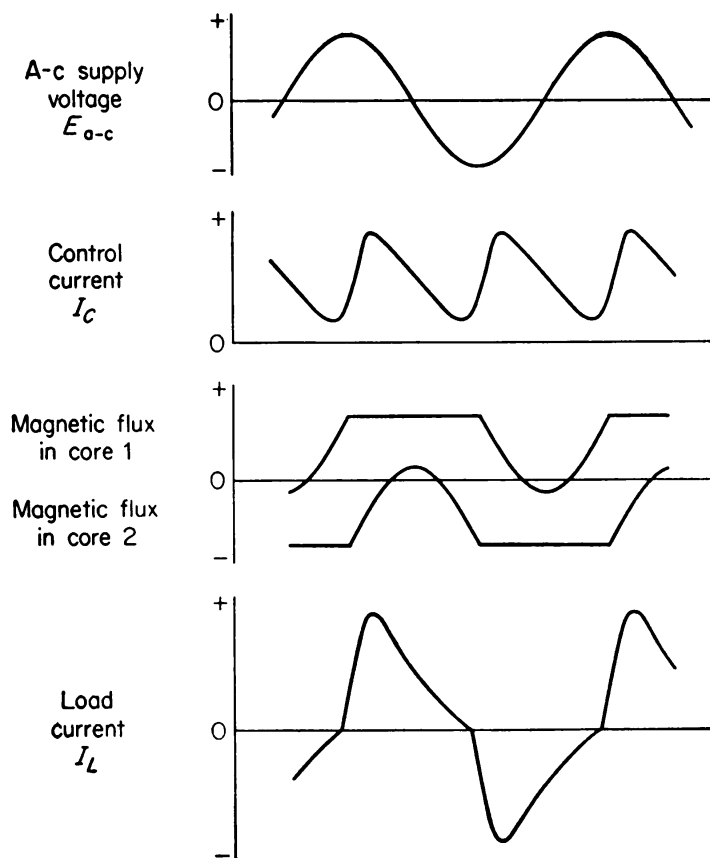 A-c supply
voltage
E a-c
+
0
−
Control
current
I C
+
0
Magnetic flux
in core 1
Magnetic flux
in core 2
+
0
−
Load
current
I L
+
0
−